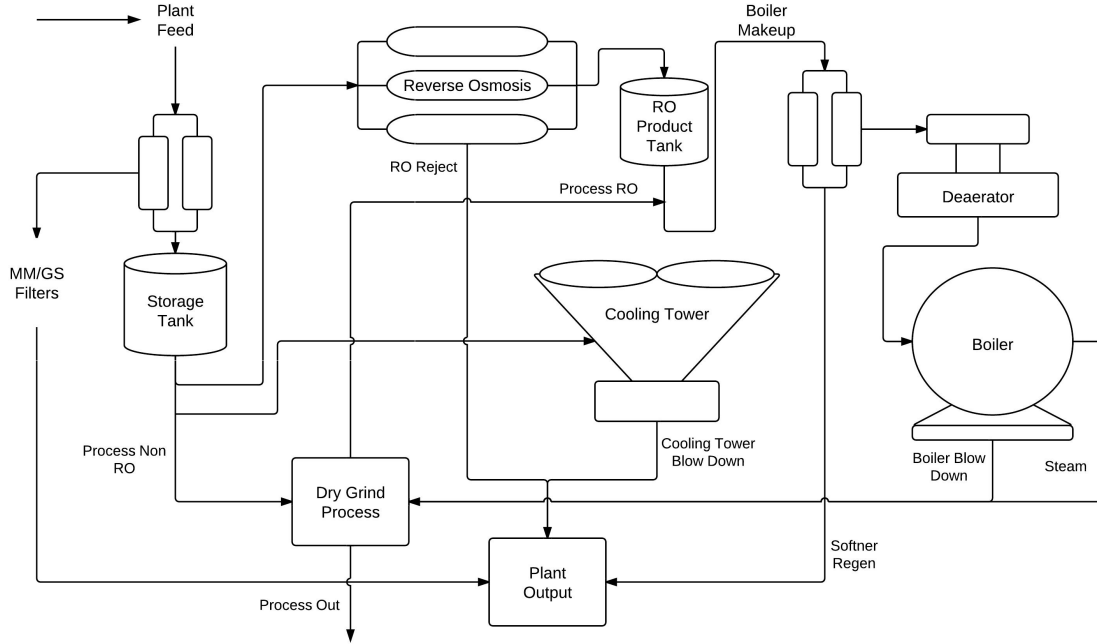 Plant
Feed
Boiler
Makeup
Reverse Osmosis
RO
Product
Tank
RO Reject
Process RO
Deaerator
MM/GS
Filters
Storage
Tank
Cooling Tower
Boiler
Process Non
RO
Cooling Tower
Blow Down
Boiler Blow
Down
Steam
Dry Grind
Process
Softner
Regen
Plant
Output
Process Out